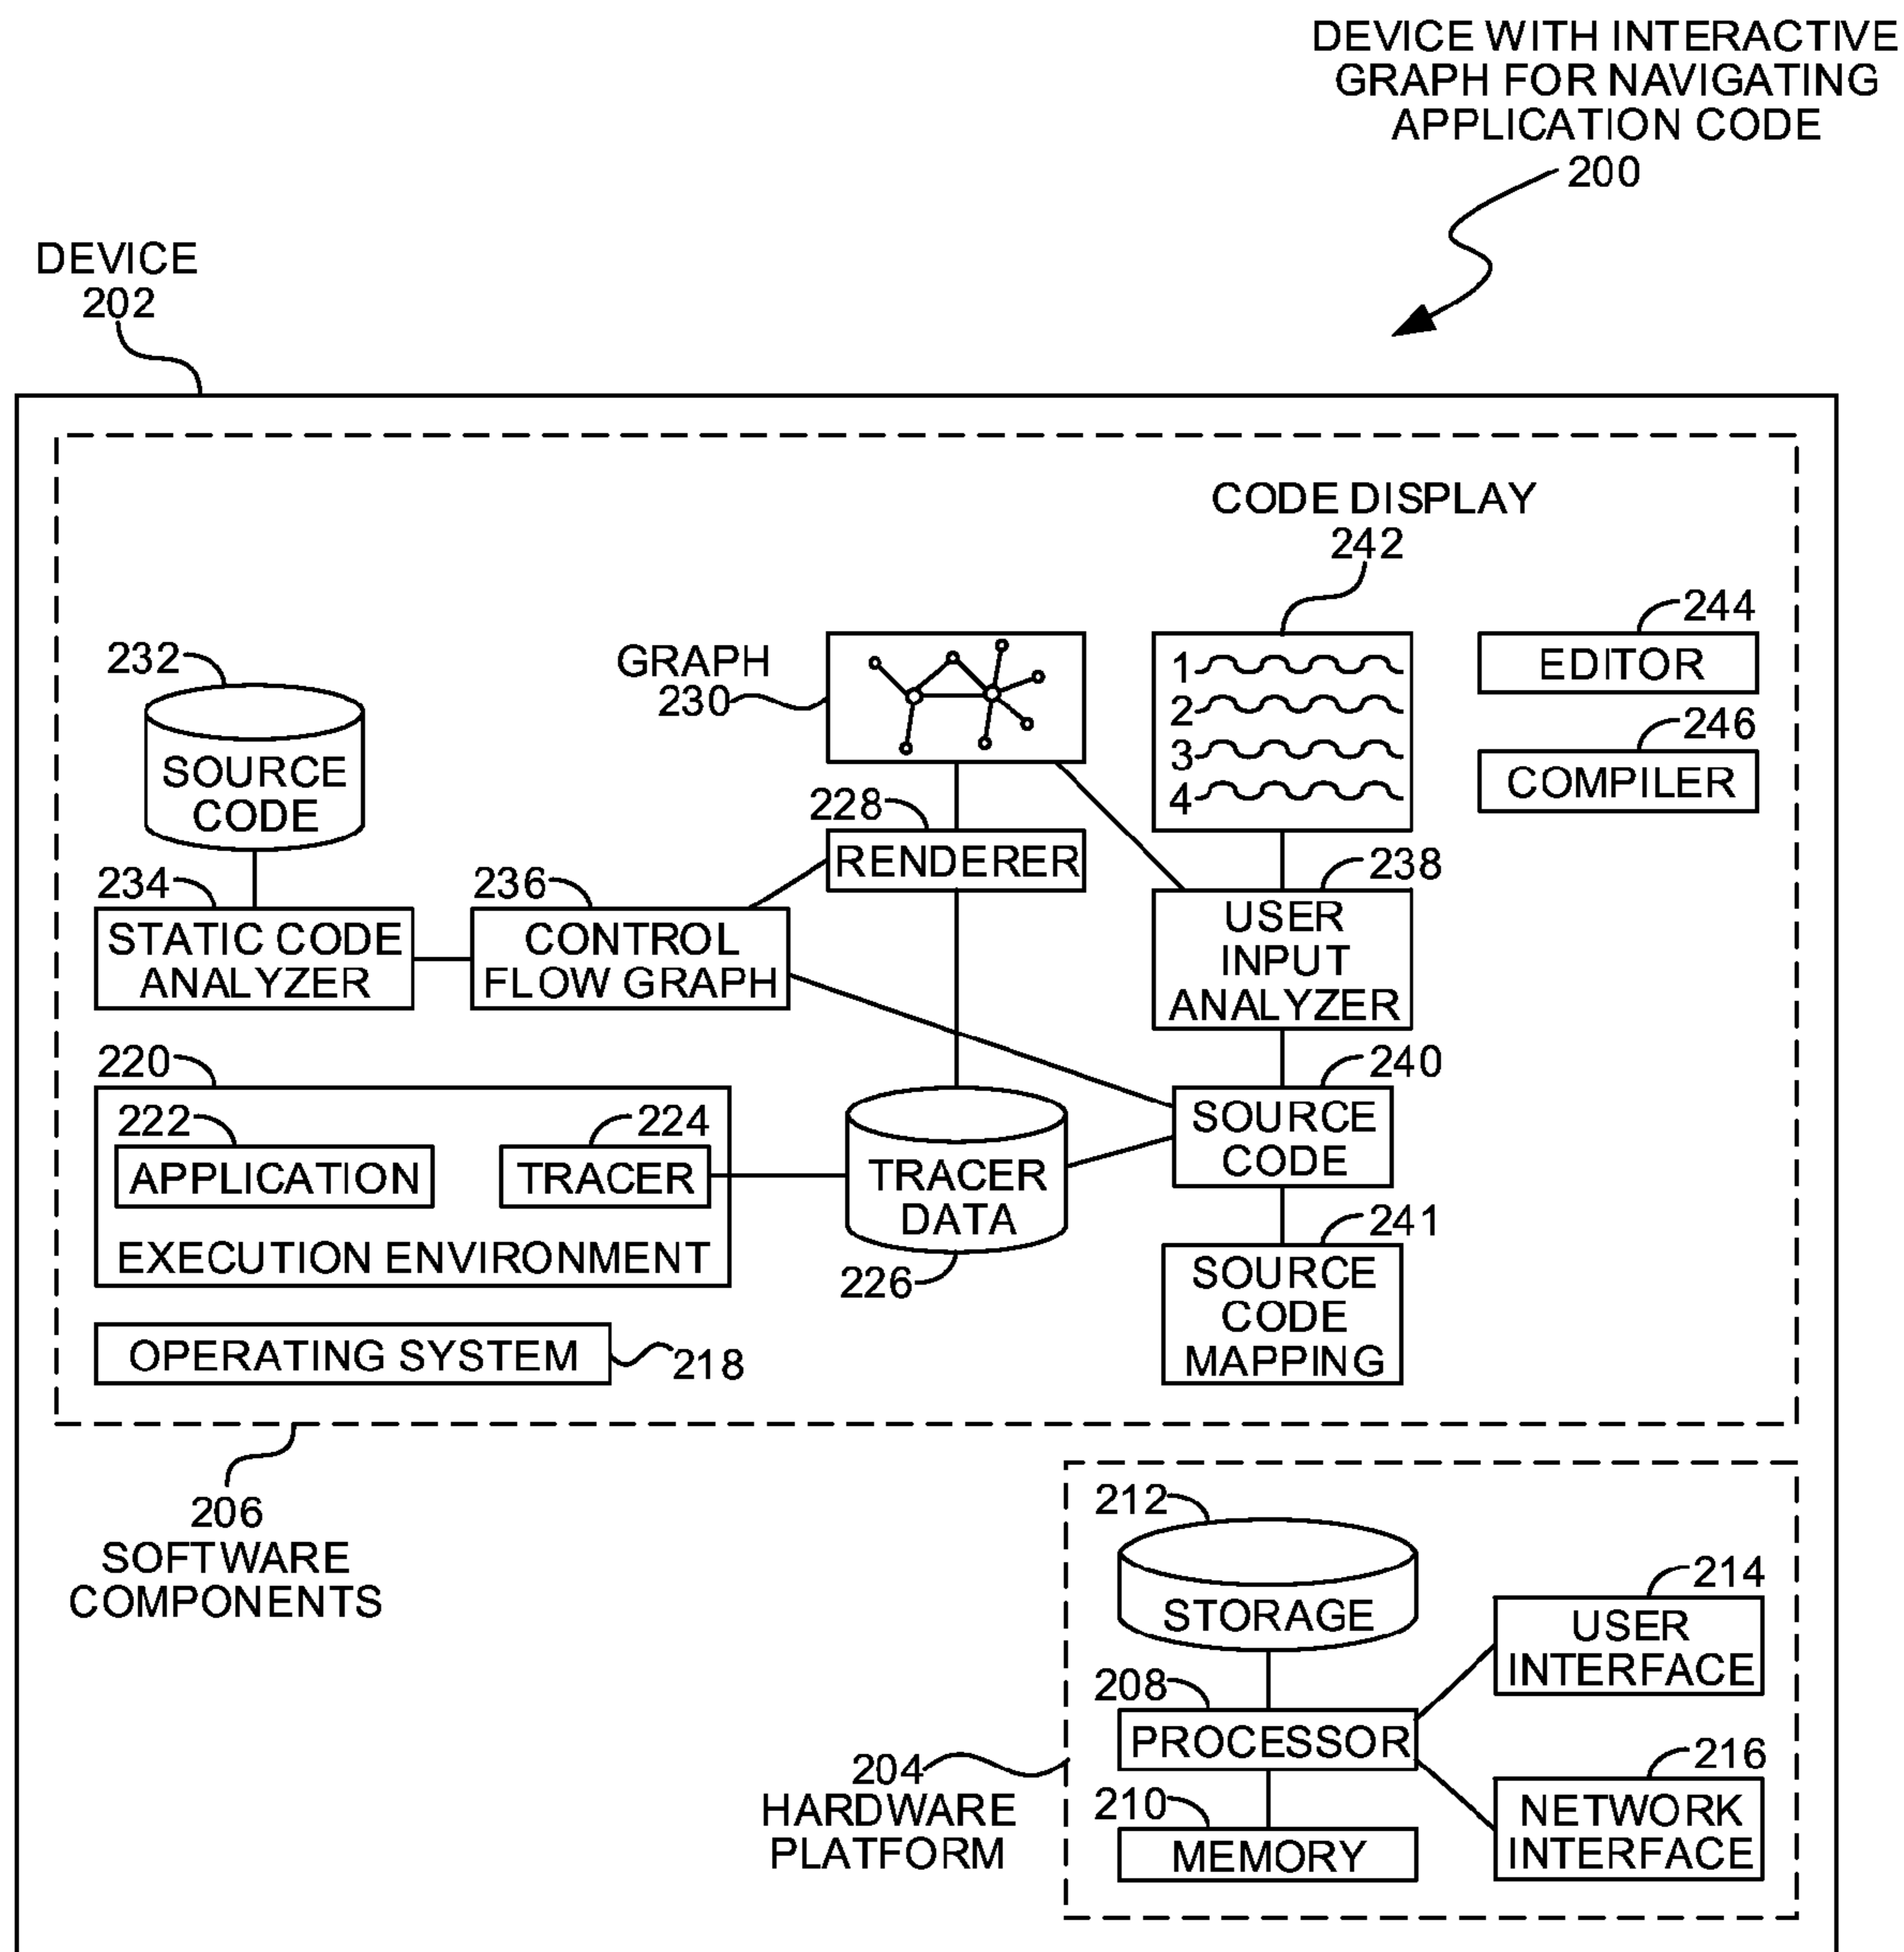 DEVICE WITH INTERACTIVE
GRAPH FOR NAVIGATING
APPLICATION CODE
200
DEVICE
202
CODE DISPLAY
242
244
EDITOR
246
COMPILER
232
SOURCE
CODE
GRAPH
230
1
2
3
4
228
RENDERER
234
STATIC CODE
ANALYZER
236
CONTROL
FLOW GRAPH
238
USER
INPUT
ANALYZER
220
222
APPLICATION
224
TRACER
EXECUTION ENVIRONMENT
TRACER
DATA
226
240
SOURCE
CODE
241
SOURCE
CODE
MAPPING
OPERATING SYSTEM
218
206
SOFTWARE
COMPONENTS
212
STORAGE
214
USER
INTERFACE
208
PROCESSOR
204
HARDWARE
PLATFORM
210
MEMORY
216
NETWORK
INTERFACE